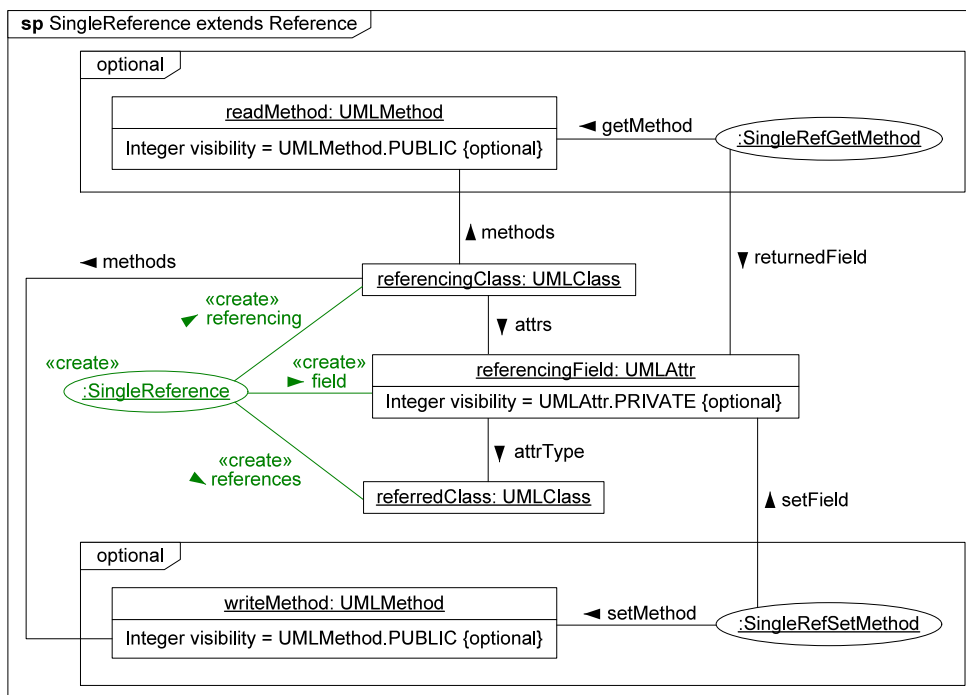 sp SingleReference extends Reference
optional
readMethod: UMLMethod
Integer visibility = UMLMethod.PUBLIC {optional}
◄ getMethod
:SingleRefGetMethod
▲ methods
◄ methods
▼ returnedField
referencingClass: UMLClass
«create»
► referencing
▼ attrs
«create»
:SingleReference
«create»
► field
referencingField: UMLAttr
Integer visibility = UMLAttr.PRIVATE {optional}
▼ attrType
«create»
► references
referredClass: UMLClass
▲ setField
optional
writeMethod: UMLMethod
Integer visibility = UMLMethod.PUBLIC {optional}
◄ setMethod
:SingleRefSetMethod